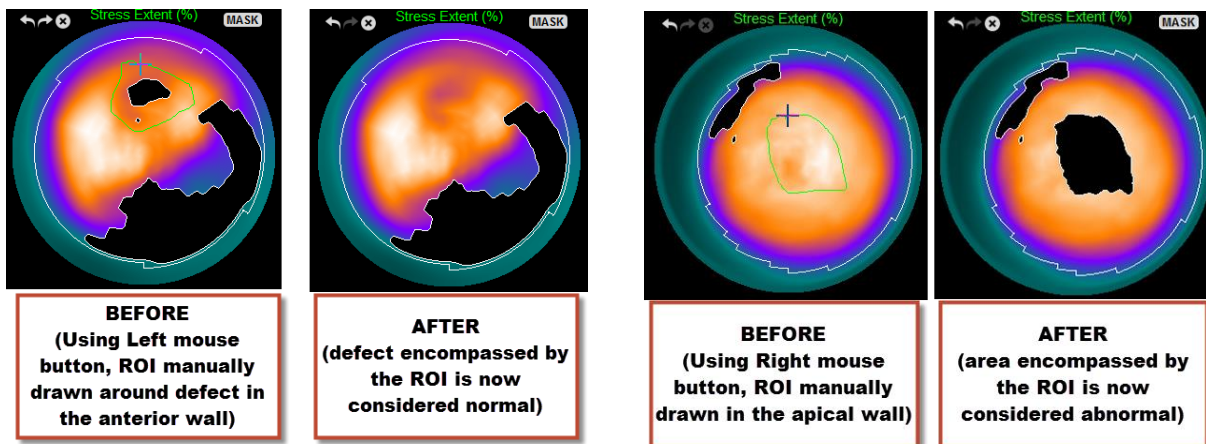 Stress Extent (%)
MASK
Stress Extent (%)
MASK
Stress Extent (%)
MASK
Stress Extent (%)
MASK
BEFORE
(Using Left mouse
button, ROI manually
drawn around defect in
the anterior wall)
AFTER
(defect encompassed by
the ROI is now
considered normal)
BEFORE
(Using Right mouse
button, ROI manually
drawn in the apical wall)
AFTER
(area encompassed by
the ROI is now
considered abnormal)